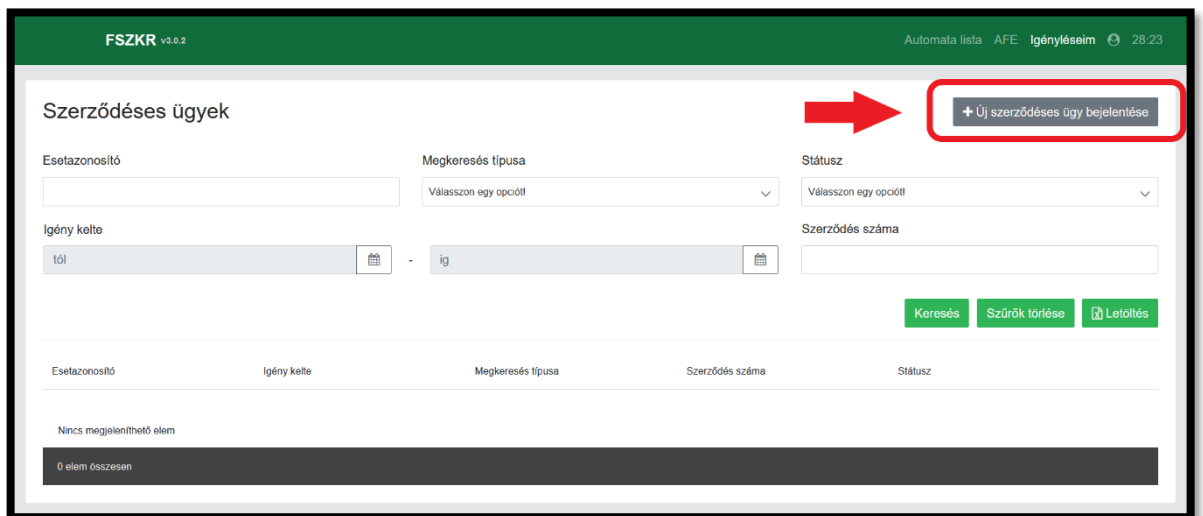 FSZKR v3.0.2
Automata lista AFE Igényléseim 28:23
Szerződéses ügyek
+ Új szerződéses ügy bejelentése
Esetazonosító Megkeresés típusa Státusz
Válasszon egy opciót! Válasszon egy opciót!
Igény kelte Szerződés száma
tól - ig
Keresés Szűrők törlése Letöltés
Esetazonosító Igény kelte Megkeresés típusa Szerződés száma Státusz
Nincs megjeleníthető elem
0 elem összesen